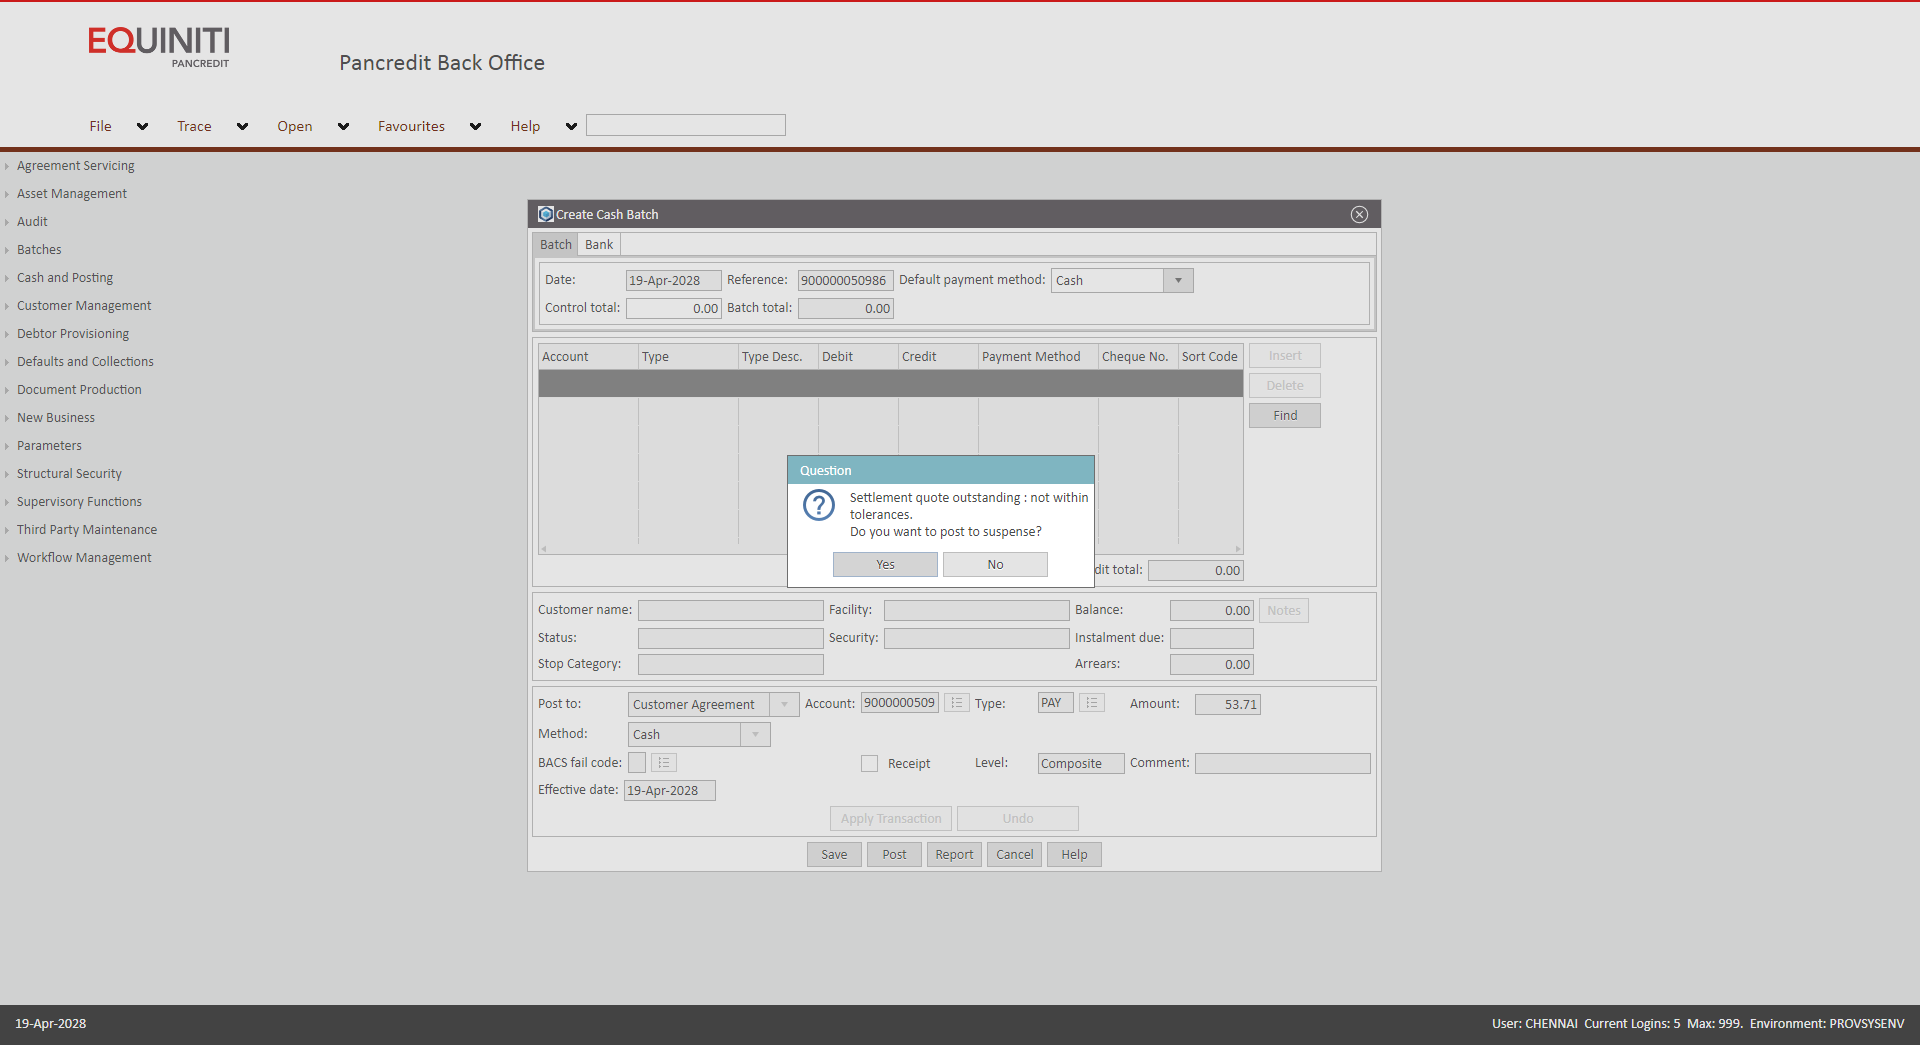 EQUINITI
PANCREDIT
Pancredit Back Office
File Trace Open Favourites Help
Agreement Servicing
Asset Management
Audit
Batches
Cash and Posting
Customer Management
Debtor Provisioning
Defaults and Collections
Document Production
New Business
Parameters
Structural Security
Supervisory Functions
Third Party Maintenance
Workflow Management
Create Cash Batch
Batch Bank
Date: 19-Apr-2028 Reference: 900000050986 Default payment method: Cash
Control total: 0.00 Batch total: 0.00
Account Type Type Desc. Debit Credit Payment Method Cheque No. Sort Code
Insert
Delete
Find
Question
Settlement quote outstanding : not within
tolerances.
Do you want to post to suspense?
Yes No
dit total: 0.00
Customer name: Facility: Balance: 0.00 Notes
Status: Security: Instalment due:
Stop Category: Arrears: 0.00
Post to: Customer Agreement Account: 9000000509 Type: PAY Amount: 53.71
Method: Cash
BACS fail code: Receipt Level: Composite Comment:
Effective date: 19-Apr-2028
Apply Transaction Undo
Save Post Report Cancel Help
19-Apr-2028 User: CHENNAI Current Logins: 5 Max: 999. Environment: PROVSYSENV